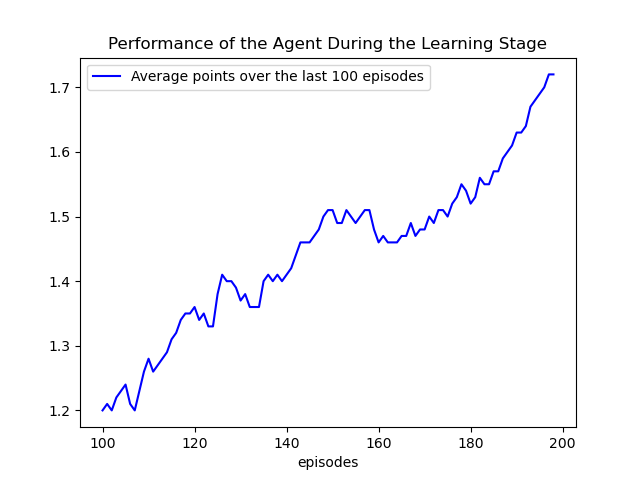 Performance of the Agent During the Learning Stage
Average points over the last 100 episodes
1.7
1.6
1.5
1.4
1.3
1.2
100 120 140 160 180 200
episodes